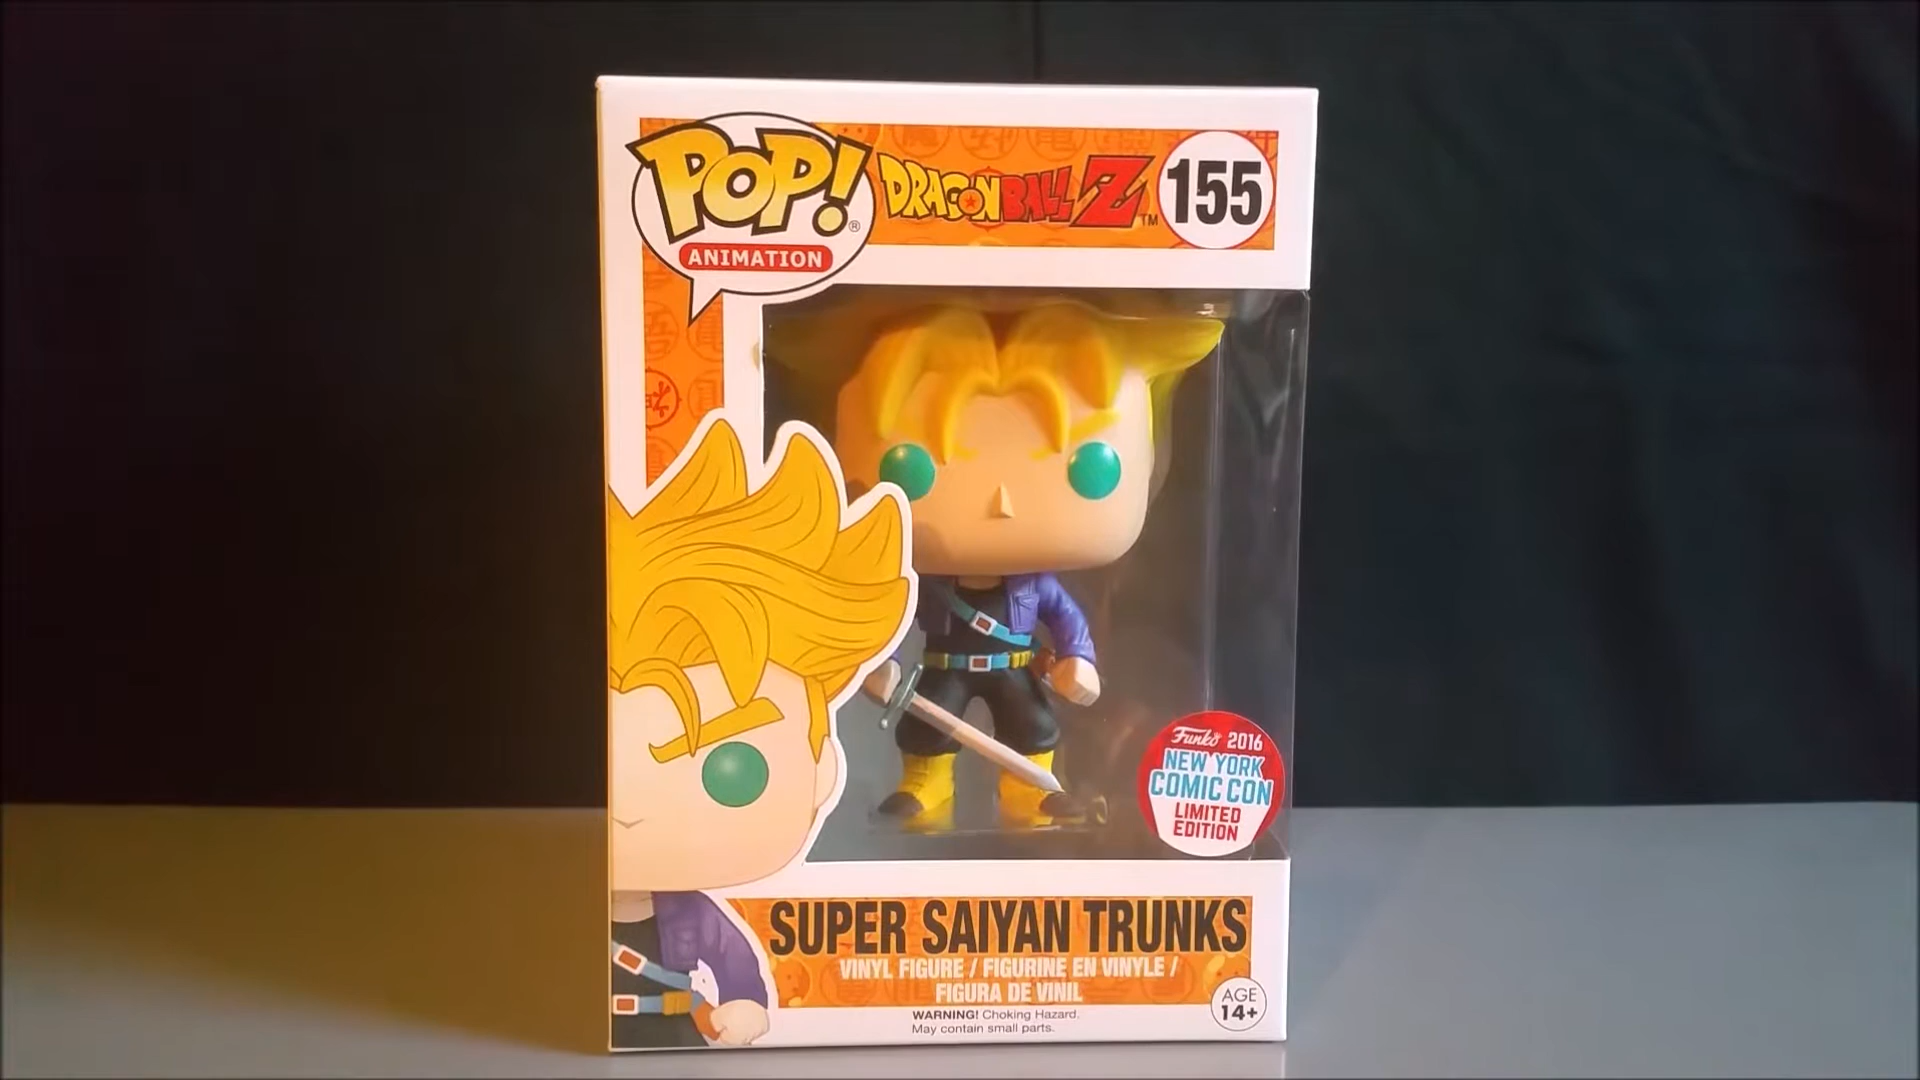 POP!®
ANIMATION
DRAGON BALL Z™
155
Funko 2016
NEW YORK
COMIC CON
LIMITED
EDITION
SUPER SAIYAN TRUNKS
VINYL FIGURE / FIGURINE EN VINYLE /
FIGURA DE VINIL
AGE
14+
WARNING! Choking Hazard.
May contain small parts.